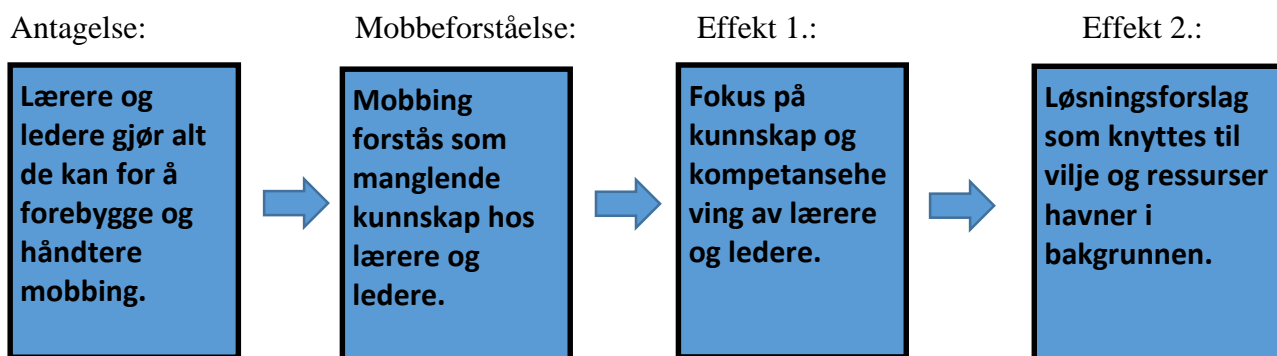 Antagelse:
Mobbeforståelse:
Effekt 1.:
Effekt 2.:
Lærere og
ledere gjør alt
de kan for å
forebygge og
håndtere
mobbing.
Mobbing
forstås som
manglende
kunnskap hos
lærere og
ledere.
Fokus på
kunnskap og
kompetansehe
ving av lærere
og ledere.
Løsningsforslag
som knyttes til
vilje og ressurser
havner i
bakgrunnen.